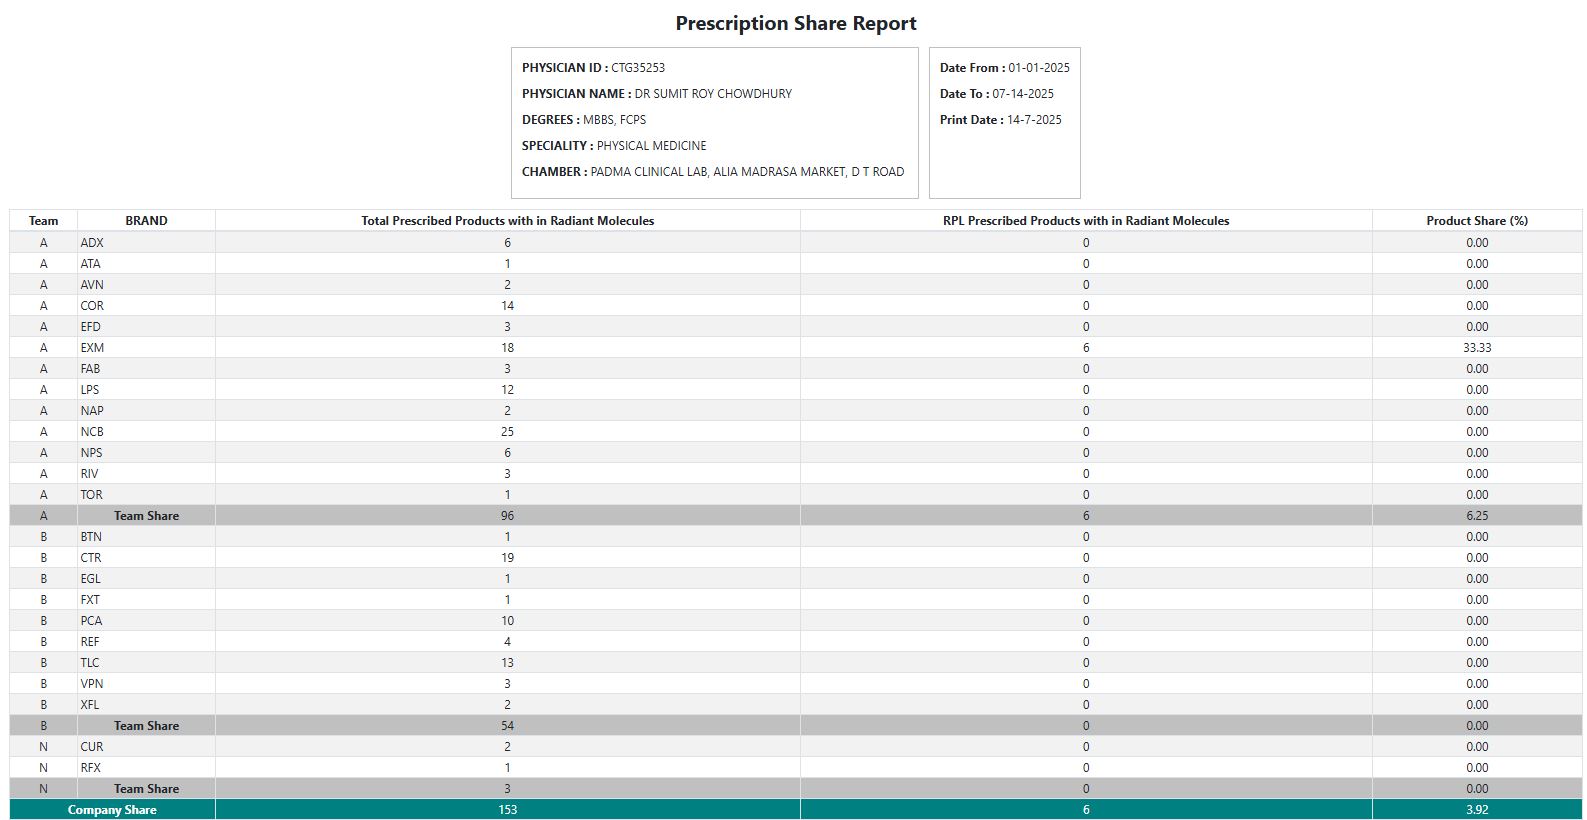 Prescription Share Report
PHYSICIAN ID : CTG35253
PHYSICIAN NAME : DR SUMIT ROY CHOWDHURY
DEGREES : MBBS, FCPS
SPECIALITY : PHYSICAL MEDICINE
CHAMBER : PADMA CLINICAL LAB, ALIA MADRASA MARKET, D T ROAD
Date From : 01-01-2025
Date To : 07-14-2025
Print Date : 14-7-2025
Team BRAND Total Prescribed Products with in Radiant Molecules RPL Prescribed Products with in Radiant Molecules Product Share (%)
A ADX 6 0 0.00
A ATA 1 0 0.00
A AVN 2 0 0.00
A COR 14 0 0.00
A EFD 3 0 0.00
A EXM 18 6 33.33
A FAB 3 0 0.00
A LPS 12 0 0.00
A NAP 2 0 0.00
A NCB 25 0 0.00
A NPS 6 0 0.00
A RIV 3 0 0.00
A TOR 1 0 0.00
A Team Share 96 6 6.25
B BTN 1 0 0.00
B CTR 19 0 0.00
B EGL 1 0 0.00
B FXT 1 0 0.00
B PCA 10 0 0.00
B REF 4 0 0.00
B TLC 13 0 0.00
B VPN 3 0 0.00
B XFL 2 0 0.00
B Team Share 54 0 0.00
N CUR 2 0 0.00
N RFX 1 0 0.00
N Team Share 3 0 0.00
Company Share 153 6 3.92